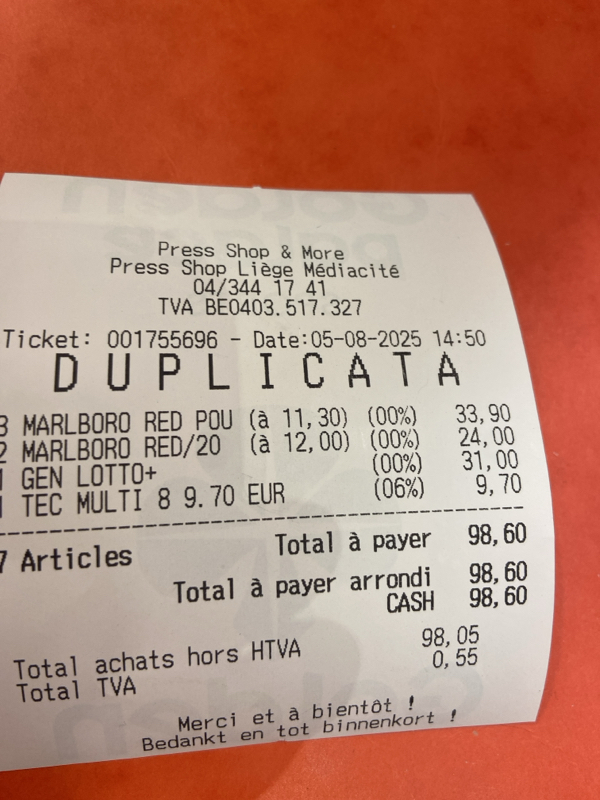 Press Shop & More
Press Shop Liège Médiacité
04/344 17 41
TVA BE0403.517.327
Ticket: 001755696 - Date:05-08-2025 14:50
DUPLICATA
3 MARLBORO RED POU (à 11,30) (00%) 33,90
2 MARLBORO RED/20 (à 12,00) (00%) 24,00
1 GEN LOTTO+ (00%) 31,00
1 TEC MULTI 8 9.70 EUR (06%) 9,70
7 Articles Total à payer 98,60
Total à payer arrondi 98,60
CASH 98,60
Total achats hors HTVA 98,05
Total TVA 0,55
Merci et à bientôt !
Bedankt en tot binnenkort !